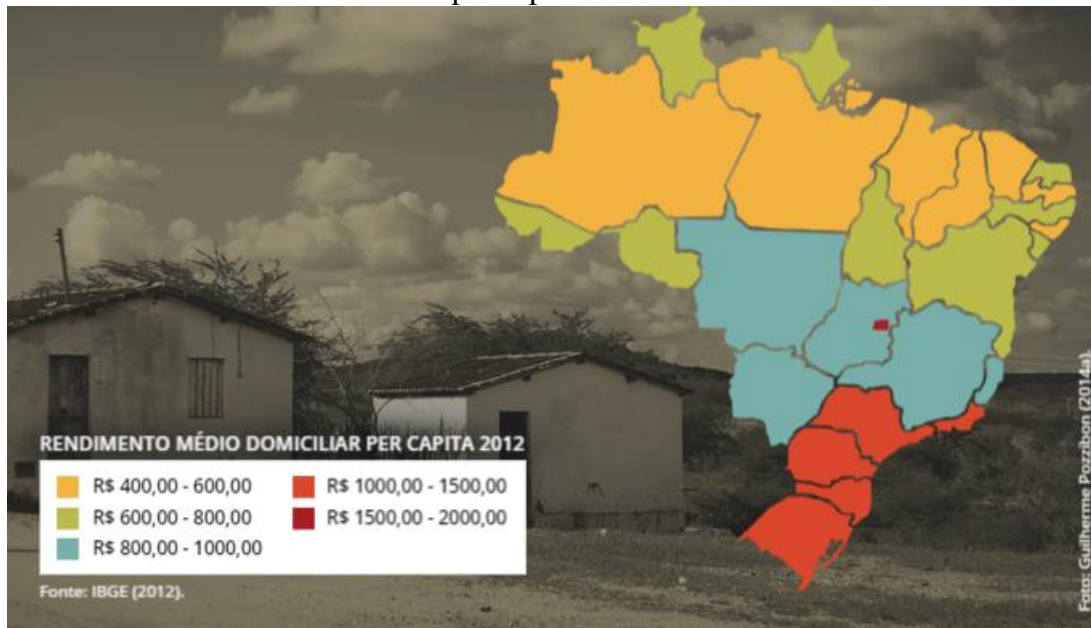 RENDIMENTO MÉDIO DOMICILIAR PER CAPITA 2012
R$ 400,00 - 600,00
R$ 600,00 - 800,00
R$ 800,00 - 1000,00
R$ 1000,00 - 1500,00
R$ 1500,00 - 2000,00
Fonte: IBGE (2012).
Foto: Guilherme Pozzibon (2014a).